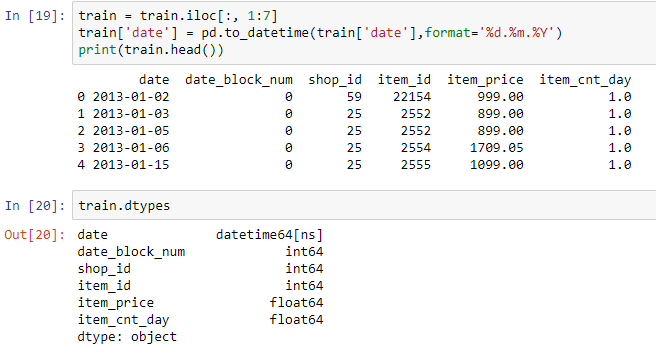 In [19]: train = train.iloc[:, 1:7]
train['date'] = pd.to_datetime(train['date'],format='%d.%m.%Y')
print(train.head())
date date_block_num shop_id item_id item_price item_cnt_day
0 2013-01-02 0 59 22154 999.00 1.0
1 2013-01-03 0 25 2552 899.00 1.0
2 2013-01-05 0 25 2552 899.00 1.0
3 2013-01-06 0 25 2554 1709.05 1.0
4 2013-01-15 0 25 2555 1099.00 1.0
In [20]: train.dtypes
Out[20]: date datetime64[ns]
date_block_num int64
shop_id int64
item_id int64
item_price float64
item_cnt_day float64
dtype: object